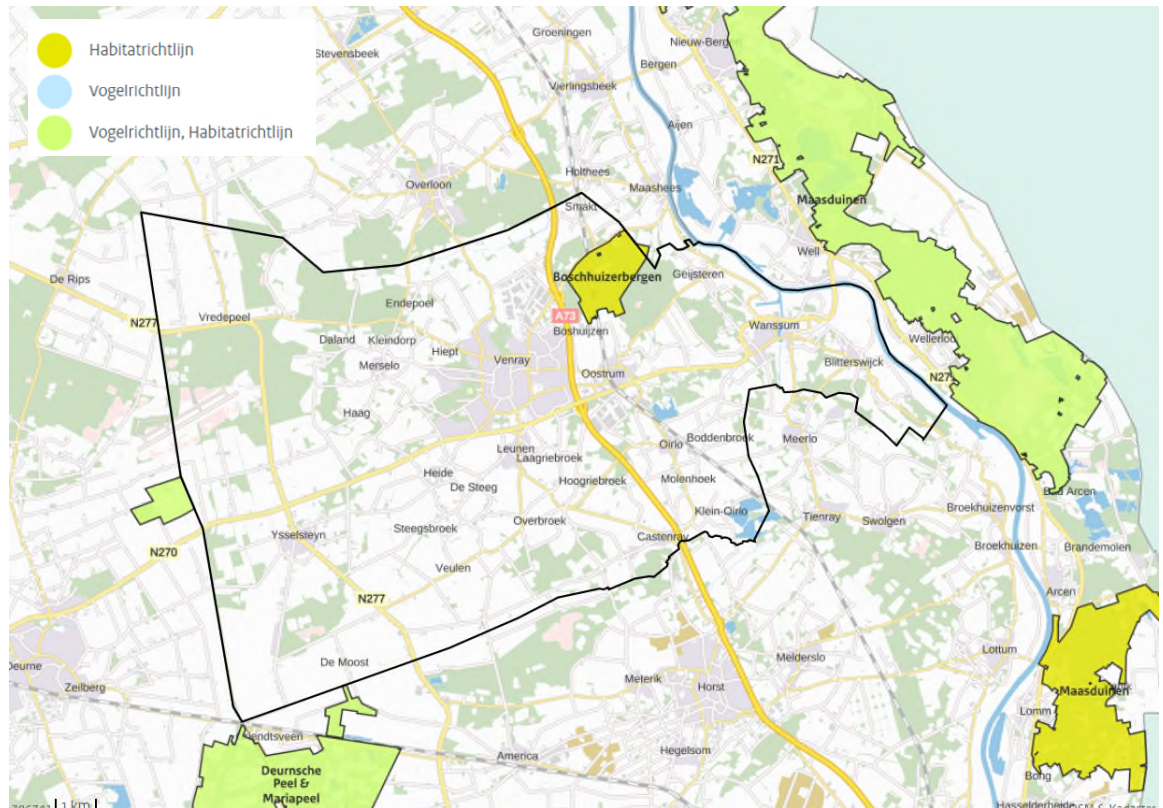 Habitatrichtlijn
Vogelrichtlijn
Vogelrichtlijn, Habitatrichtlijn
Groeningen
Nieuw-Berg
Stevensbeek
Bergen
Vierlingsbeek
Aijen
N271
Holthees
Overloon
Maashees
Maasduinen
Smakt
Well
De Rips
Boschhuizerbergen
Geijsteren
Endepoel
N277
Vredepeel
A73
Boshuijzen
Wanssum
Daland
Kleindorp
Hiept
Wellerloo
Merselo
Venray
Blitterswijck
Oostrum
N271
Haag
Boddenbroek
Meerlo
Leunen
Oirlo
Laagriebroek
Heide
De Steeg
Hoogriebroek
Molenhoek
Arcen
Klein-Oirlo
Broekhuizenvorst
Tienray
Swolgen
Steegsbroek
Overbroek
Ysselsteyn
Castenray
Broekhuizen
Brandemolen
N270
Veulen
Arcen
N277
Lottum
De Moost
Melderslo
Deurne
Zeilberg
Meterik
Horst
Maasduinen
Lomm
America
Hegelsom
Deurnsche
Peel &
Mariapeel
1 km
Hasselderheide